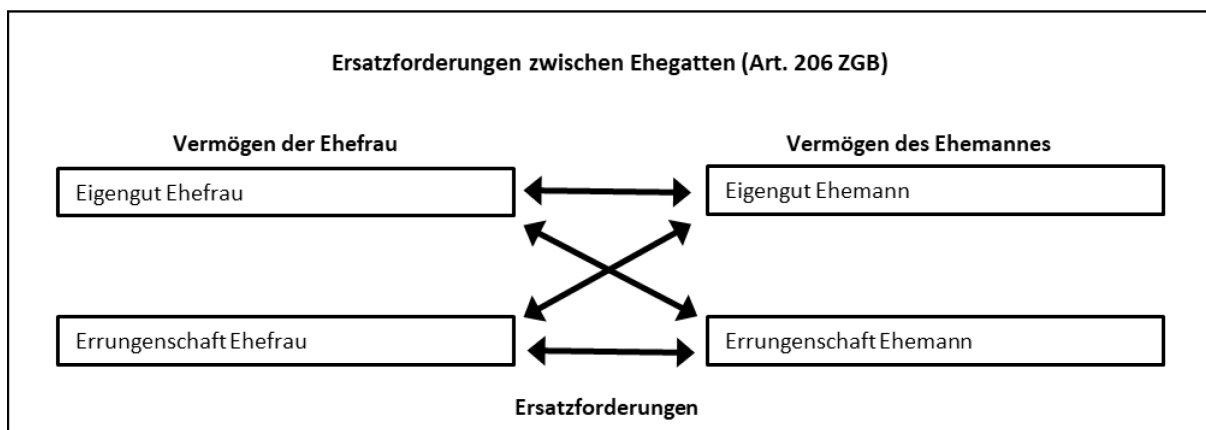 Ersatzforderungen zwischen Ehegatten (Art. 206 ZGB)
Vermögen der Ehefrau
Vermögen des Ehemannes
Eigengut Ehefrau
Eigengut Ehemann
Errungenschaft Ehefrau
Errungenschaft Ehemann
Ersatzforderungen